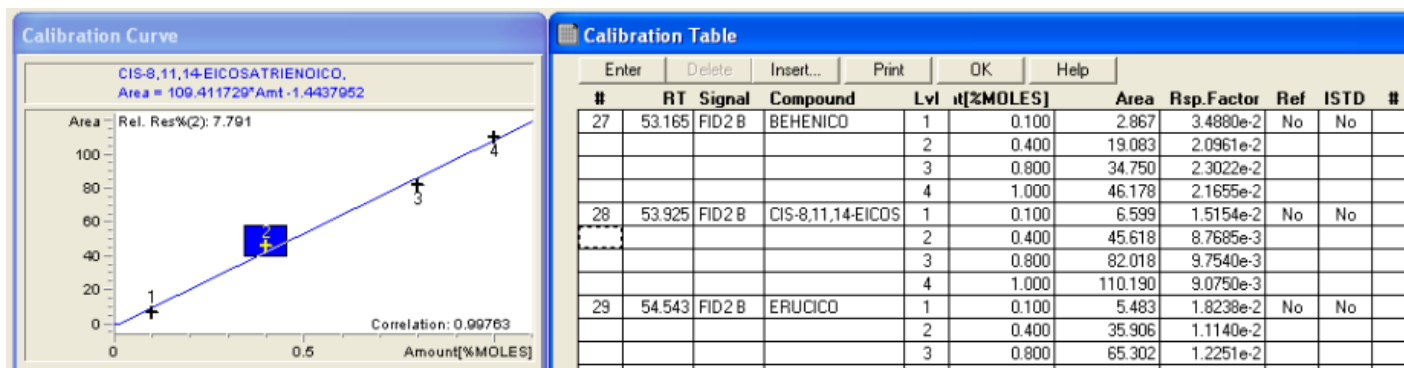 Calibration Curve
CIS-8,11,14-EICOSATRIENOICO,
Area = 109.411729*Amt -1.4437952
Area
Rel. Res%(2): 7.791
100
80
60
40
20
0
1
2
3
4
Correlation: 0.99763
0
0.5
Amount[%MOLES]
Calibration Table
Enter Delete Insert... Print OK Help
# RT Signal Compound Lvl ıt[%MOLES] Area Rsp.Factor Ref ISTD #
27 53.165 FID2 B BEHENICO 1 0.100 2.867 3.4880e-2 No No
2 0.400 19.083 2.0961e-2
3 0.800 34.750 2.3022e-2
4 1.000 46.178 2.1655e-2
28 53.925 FID2 B CIS-8,11,14-EICOS 1 0.100 6.599 1.5154e-2 No No
2 0.400 45.618 8.7685e-3
3 0.800 82.018 9.7540e-3
4 1.000 110.190 9.0750e-3
29 54.543 FID2 B ERUCICO 1 0.100 5.483 1.8238e-2 No No
2 0.400 35.906 1.1140e-2
3 0.800 65.302 1.2251e-2